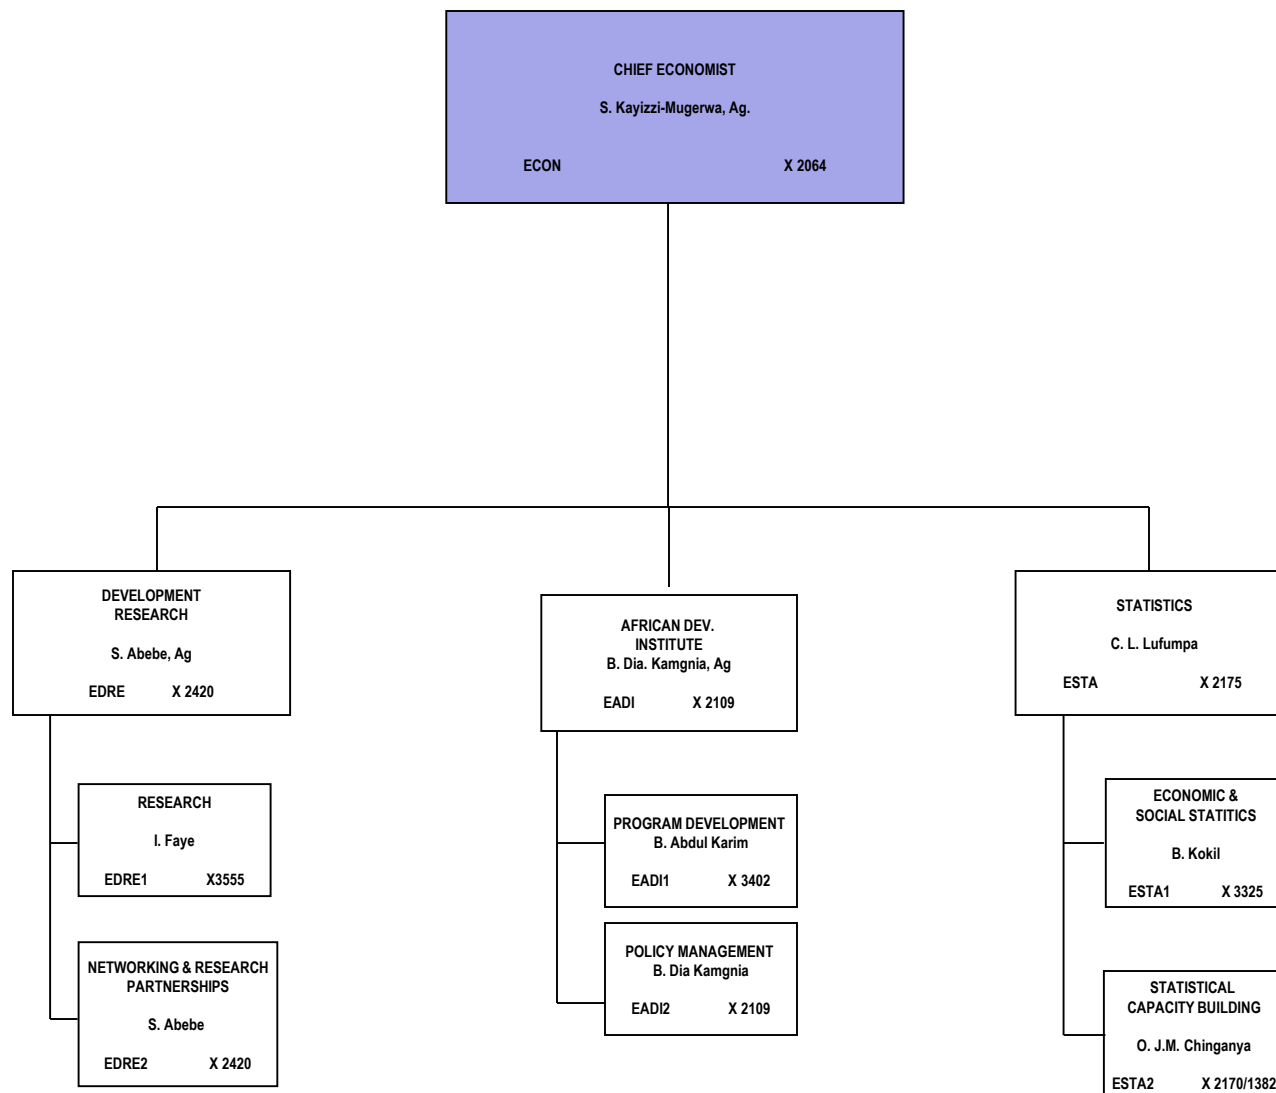 CHIEF ECONOMIST
S. Kayizzi-Mugerwa, Ag.
ECON X 2064
DEVELOPMENT
RESEARCH
S. Abebe, Ag
EDRE X 2420
RESEARCH
I. Faye
EDRE1 X3555
NETWORKING & RESEARCH
PARTNERSHIPS
S. Abebe
EDRE2 X 2420
AFRICAN DEV.
INSTITUTE
B. Dia. Kamgnia, Ag
EADI X 2109
PROGRAM DEVELOPMENT
B. Abdul Karim
EADI1 X 3402
POLICY MANAGEMENT
B. Dia Kamgnia
EADI2 X 2109
STATISTICS
C. L. Lufumpa
ESTA X 2175
ECONOMIC &
SOCIAL STATITICS
B. Kokil
ESTA1 X 3325
STATISTICAL
CAPACITY BUILDING
O. J.M. Chinganya
ESTA2 X 2170/1382